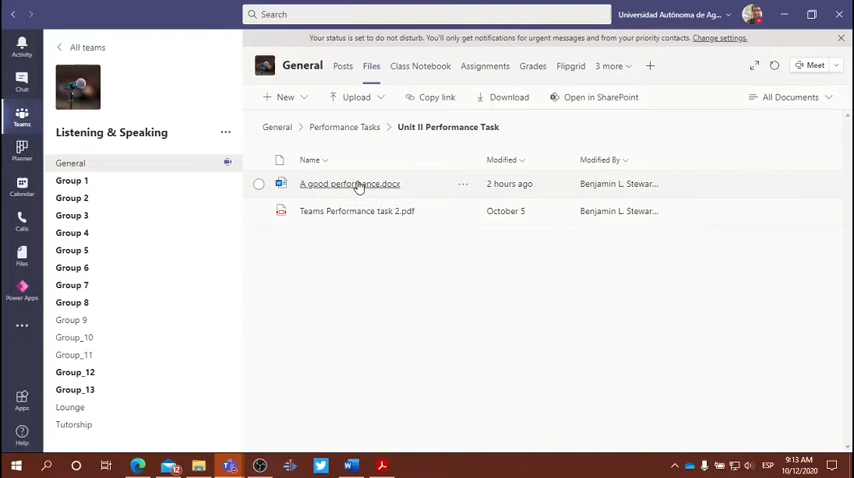 Search
Universidad Autónoma de Ag...
Your status is set to do not disturb. You'll only get notifications for urgent messages and from your priority contacts. Change settings.
Activity
Chat
Teams
Planner
Calendar
Calls
Files
Power Apps
Apps
Help
All teams
Listening & Speaking
General
Group 1
Group 2
Group 3
Group 4
Group 5
Group 6
Group 7
Group 8
Group 9
Group_10
Group_11
Group_12
Group_13
Lounge
Tutorship
General Posts Files Class Notebook Assignments Grades Flipgrid 3 more Meet
New Upload Copy link Download Open in SharePoint All Documents
General > Performance Tasks > Unit II Performance Task
Name Modified Modified By
A good performance.docx 2 hours ago Benjamin L. Stewar...
Teams Performance task 2.pdf October 5 Benjamin L. Stewar...
12
ESP
9:13 AM
10/12/2020